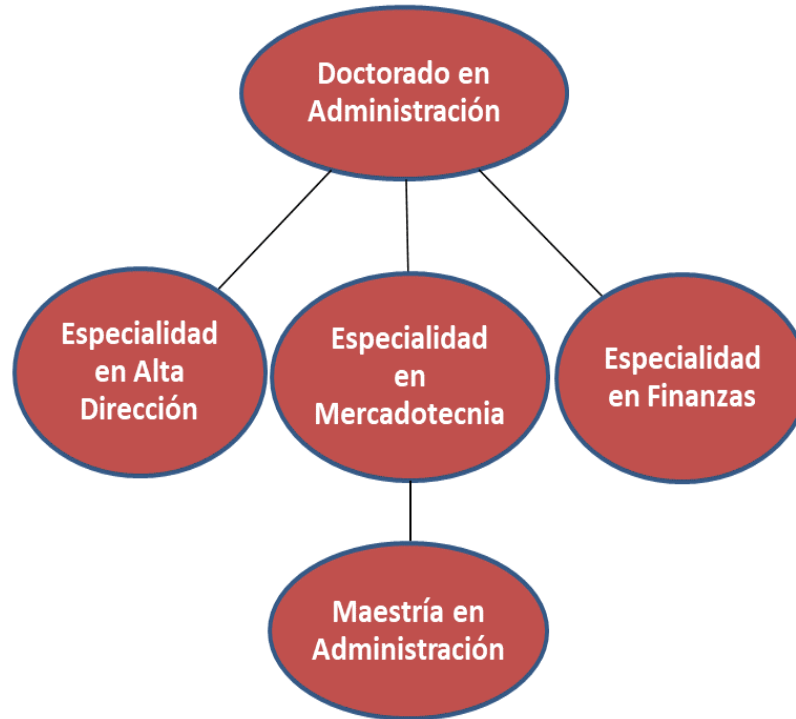 Doctorado en
Administración
Especialidad
en Alta
Dirección
Especialidad
en
Mercadotecnia
Especialidad
en Finanzas
Maestría en
Administración